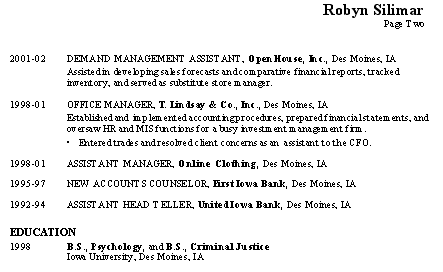 Robyn Silimar
Page Two
2001-02 DEMAND MANAGEMENT ASSISTANT, Open House, Inc., Des Moines, IA
Assisted in developing sales forecasts and comparative financial reports, tracked
inventory, and served as substitute store manager.
1998-01 OFFICE MANAGER, T. Lindsay & Co., Inc., Des Moines, IA
Established and implemented accounting procedures, prepared financial statements, and
oversaw HR and MIS functions for a busy investment management firm.
• Entered trades and resolved client concerns as an assistant to the CFO.
1998-01 ASSISTANT MANAGER, Online Clothing, Des Moines, IA
1995-97 NEW ACCOUNTS COUNSELOR, First Iowa Bank, Des Moines, IA
1992-94 ASSISTANT HEAD TELLER, United Iowa Bank, Des Moines, IA
EDUCATION
1998 B.S., Psychology, and B.S., Criminal Justice
Iowa University, Des Moines, IA